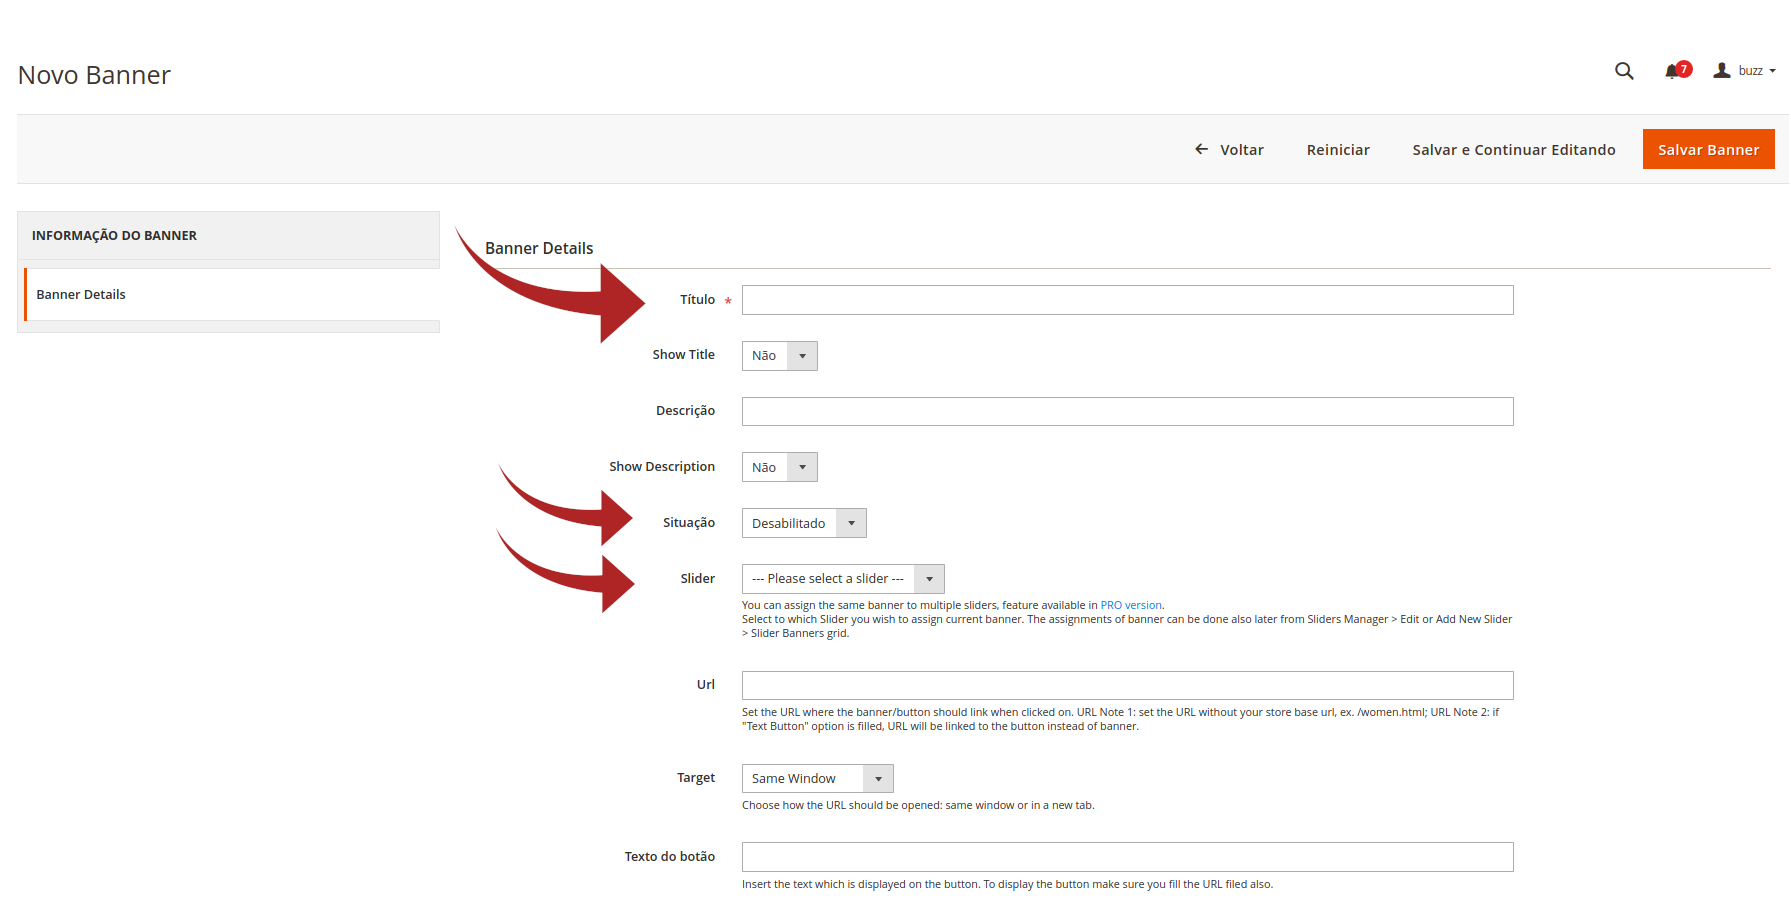 Novo Banner
7
buzz
Voltar
Reiniciar
Salvar e Continuar Editando
Salvar Banner
INFORMAÇÃO DO BANNER
Banner Details
Banner Details
Título *
Show Title
Não
Descrição
Show Description
Não
Situação
Desabilitado
Slider
--- Please select a slider ---
You can assign the same banner to multiple sliders, feature available in PRO version.
Select to which Slider you wish to assign current banner. The assignments of banner can be done also later from Sliders Manager > Edit or Add New Slider
> Slider Banners grid.
Url
Set the URL where the banner/button should link when clicked on. URL Note 1: set the URL without your store base url, ex. /women.html; URL Note 2: if
"Text Button" option is filled, URL will be linked to the button instead of banner.
Target
Same Window
Choose how the URL should be opened: same window or in a new tab.
Texto do botão
Insert the text which is displayed on the button. To display the button make sure you fill the URL filed also.